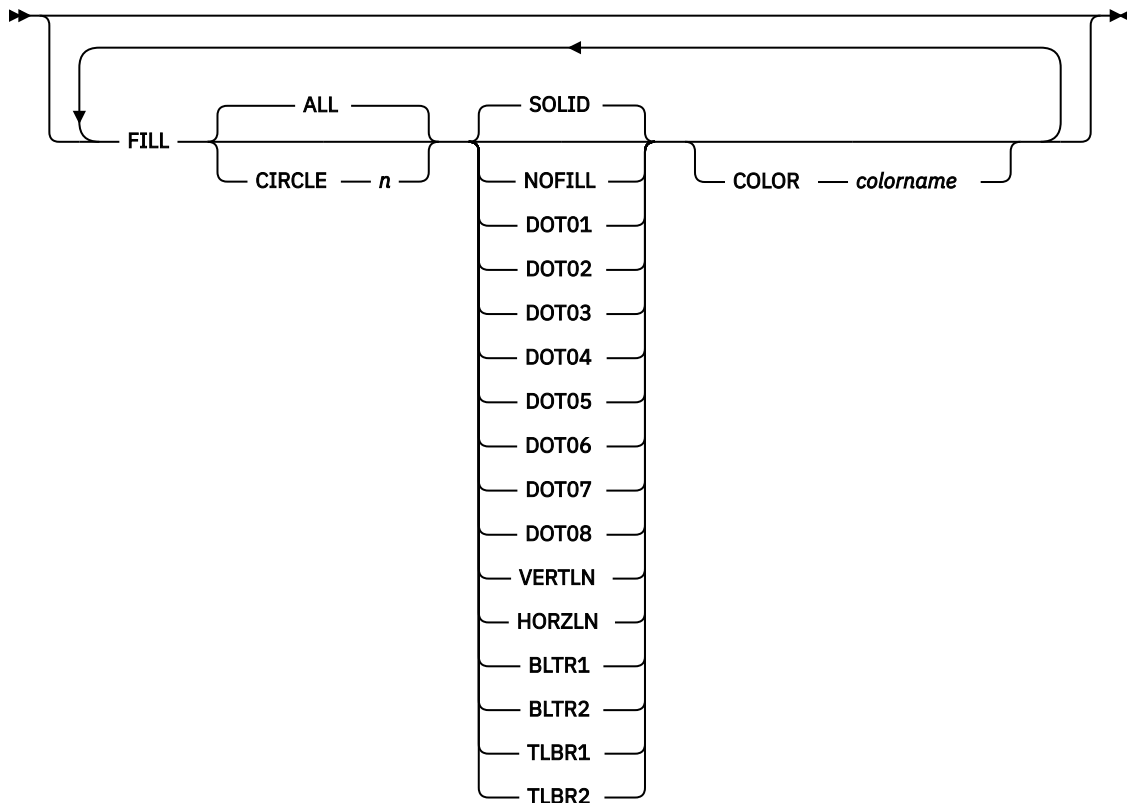 ALL
SOLID
FILL
CIRCLE n
NOFILL
COLOR colorname
DOT01
DOT02
DOT03
DOT04
DOT05
DOT06
DOT07
DOT08
VERTLN
HORZLN
BLTR1
BLTR2
TLBR1
TLBR2